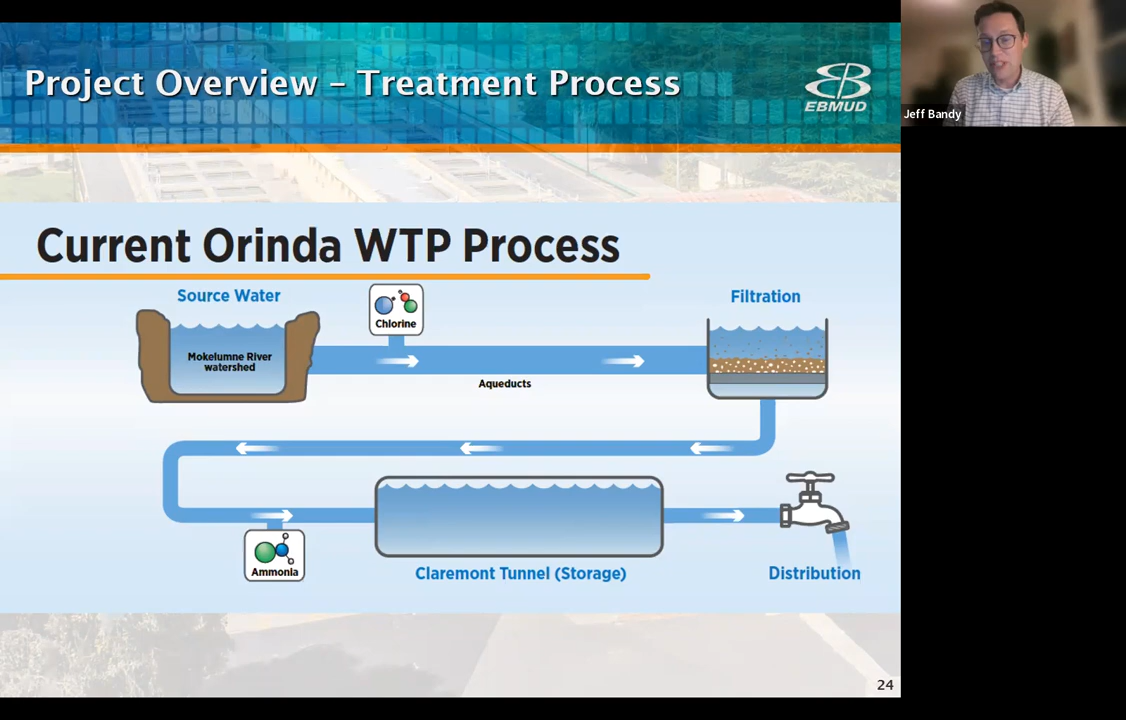 Project Overview – Treatment Process
EBMUD
Jeff Bandy
Current Orinda WTP Process
Source Water
Chlorine
Filtration
Mokelumne River
watershed
Aqueducts
Ammonia
Claremont Tunnel (Storage)
Distribution
24